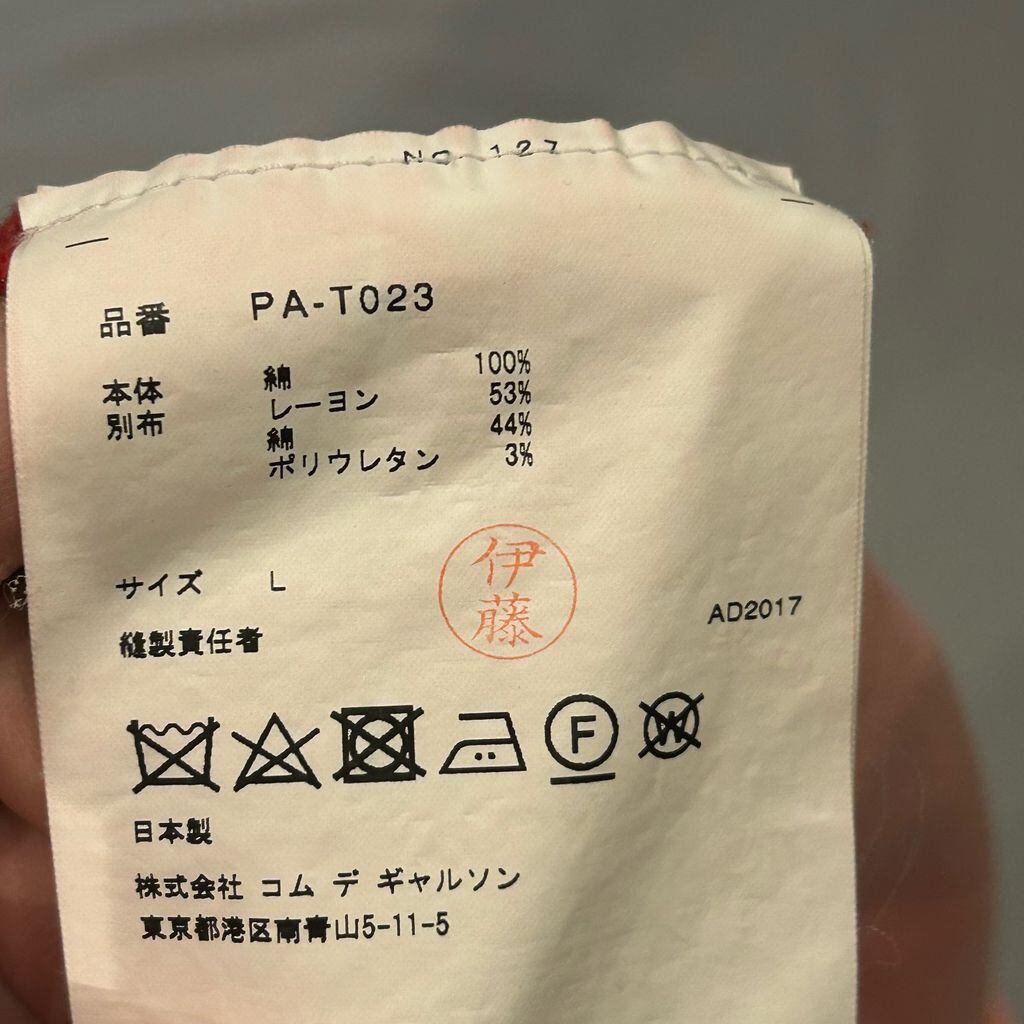 NO 127
品番 PA-T023
本体 綿 100%
別布 レーヨン 53%
綿 44%
ポリウレタン 3%
サイズ L
伊藤
縫製責任者
AD2017
F
W
日本製
株式会社 コム デ ギャルソン
東京都港区南青山5-11-5